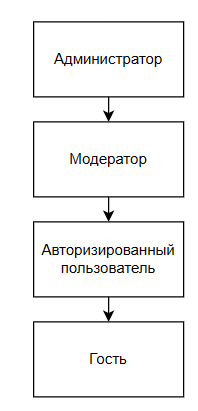 Администратор
Модератор
Авторизированный
пользователь
Гость